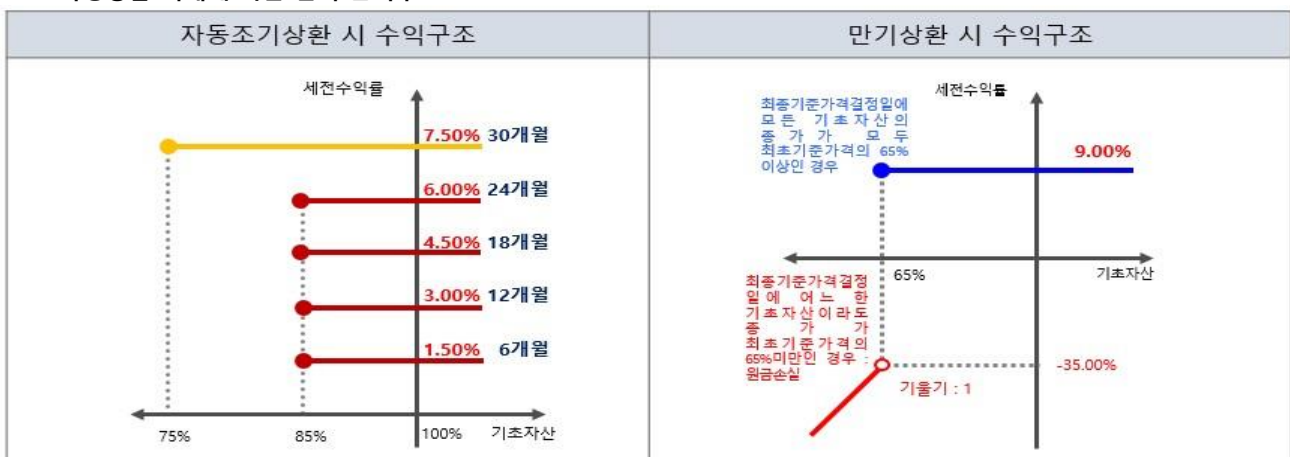 자동조기상환 시 수익구조
만기상환 시 수익구조
세전수익률
7.50% 30개월
6.00% 24개월
4.50% 18개월
3.00% 12개월
1.50% 6개월
75%
85%
100%
기초자산
세전수익률
최종기준가격결정일에
모든 기초자산의
종가가 모두
최초기준가격의 65%
이상인 경우
9.00%
65%
기초자산
최종기준가격결정
일에 어느 한
기초자산이라도
종가가
최초기준가격의
65%미만인 경우 :
원금손실
-35.00%
기울기 : 1